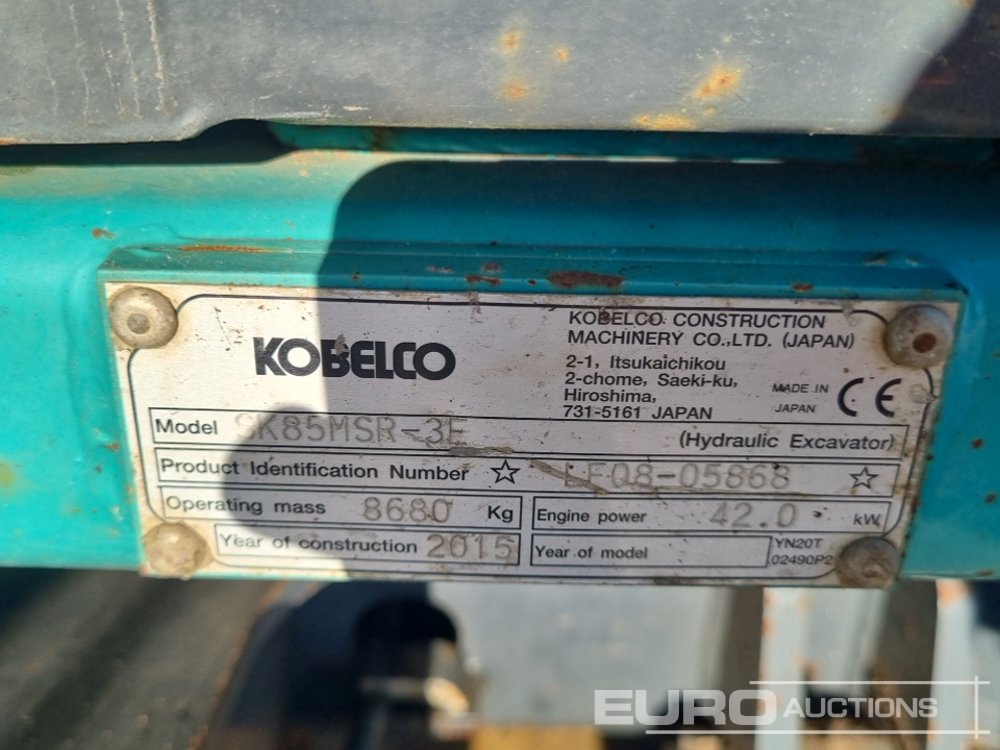 KOBELCO
KOBELCO CONSTRUCTION
MACHINERY CO.,LTD. (JAPAN)
2-1, Itsukaichikou
2-chome, Saeki-ku,
Hiroshima,
731-5161 JAPAN
MADE IN
JAPAN
CE
Model SK85MSR-3E
(Hydraulic Excavator)
Product Identification Number ☆ LF08-05868 ☆
Operating mass 8680 Kg
Engine power 42.0 kW
Year of construction 2015
Year of model
YN20T
02490P2
EURO AUCTIONS